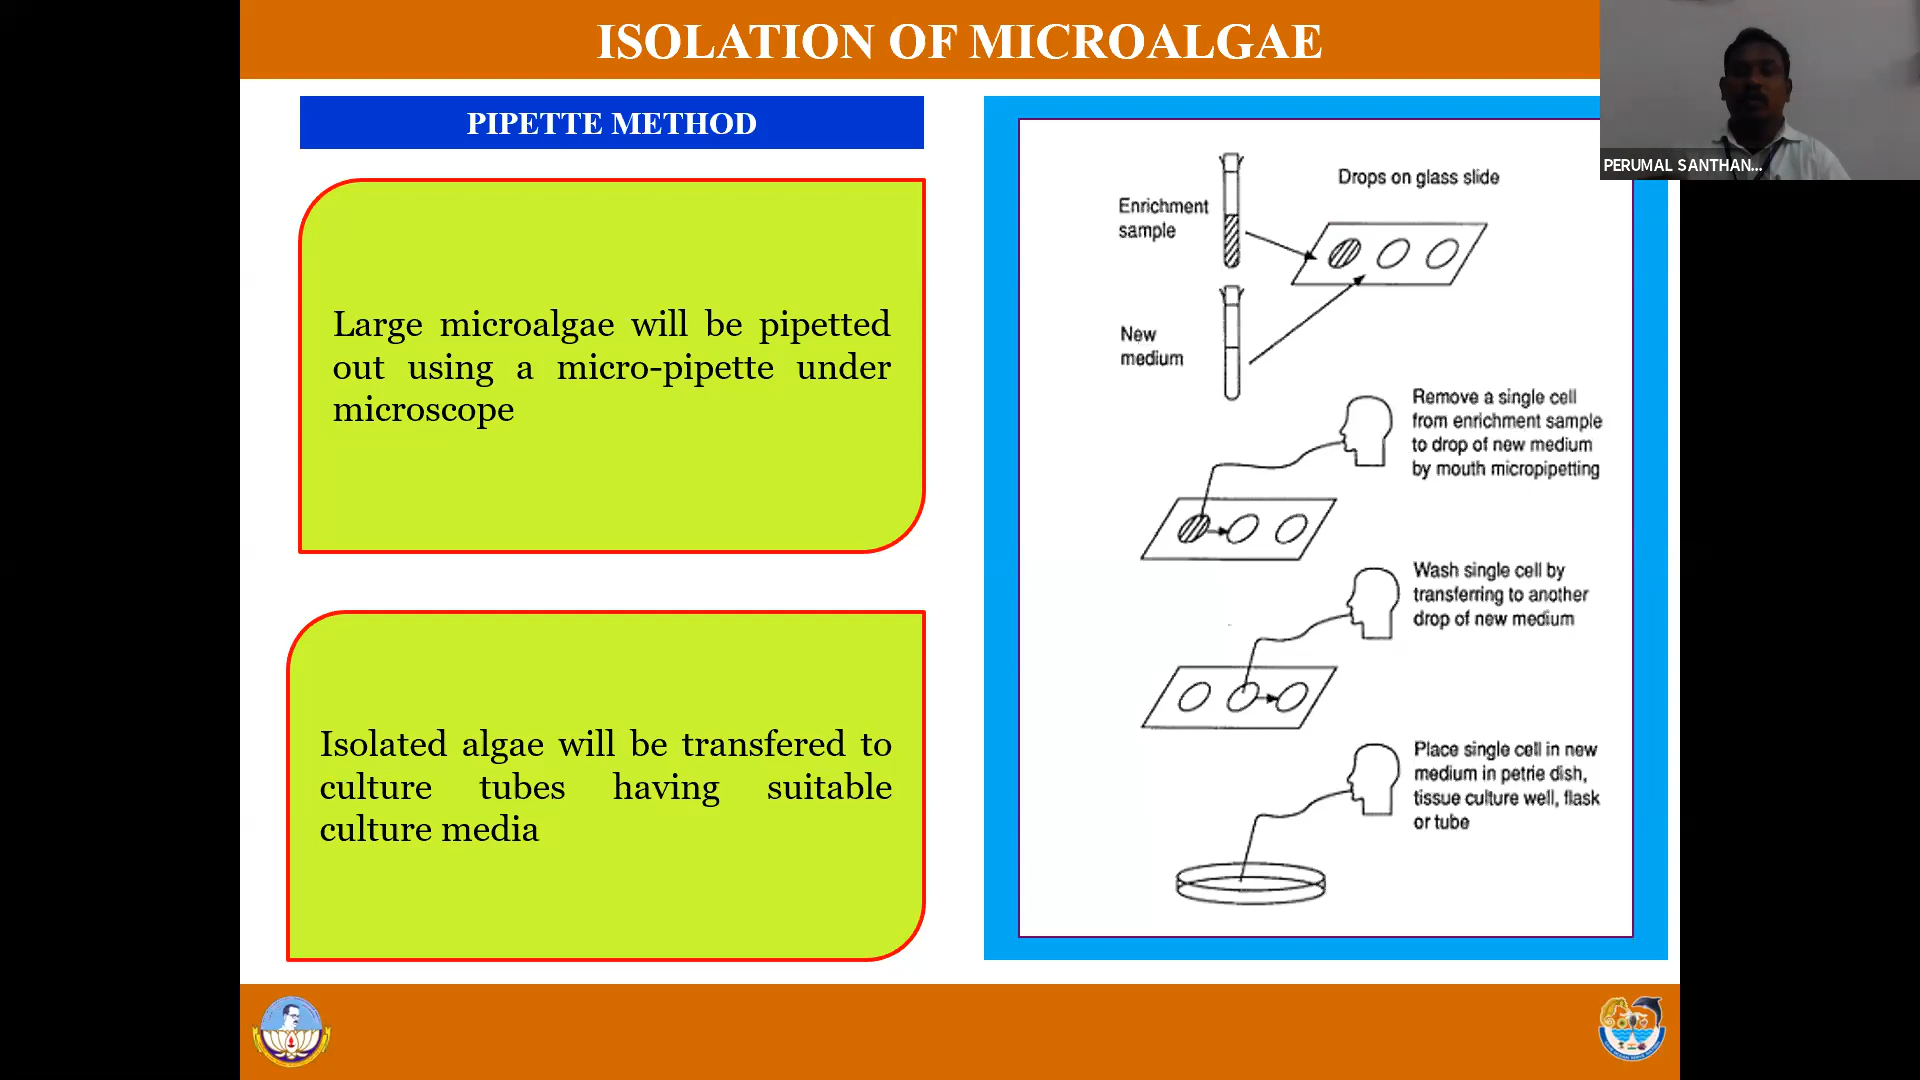 ISOLATION OF MICROALGAE
PERUMAL SANTHAN...
PIPETTE METHOD
Large microalgae will be pipetted
out using a micro-pipette under
microscope
Isolated algae will be transfered to
culture tubes having suitable
culture media
Drops on glass slide
Enrichment
sample
New
medium
Remove a single cell
from enrichment sample
to drop of new medium
by mouth micropipetting
Wash single cell by
transferring to another
drop of new medium
Place single cell in new
medium in petrie dish,
tissue culture well, flask
or tube